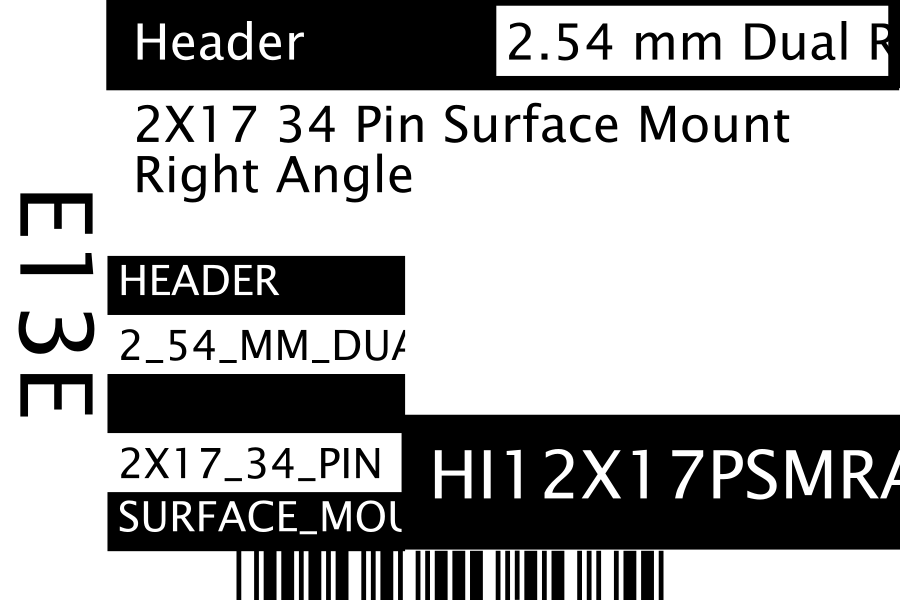 Header
2.54 mm Dual
2X17 34 Pin Surface Mount
Right Angle
E13E
HEADER
2_54_MM_DUA
2X17_34_PIN
SURFACE_MOU
HI12X17PSMRA